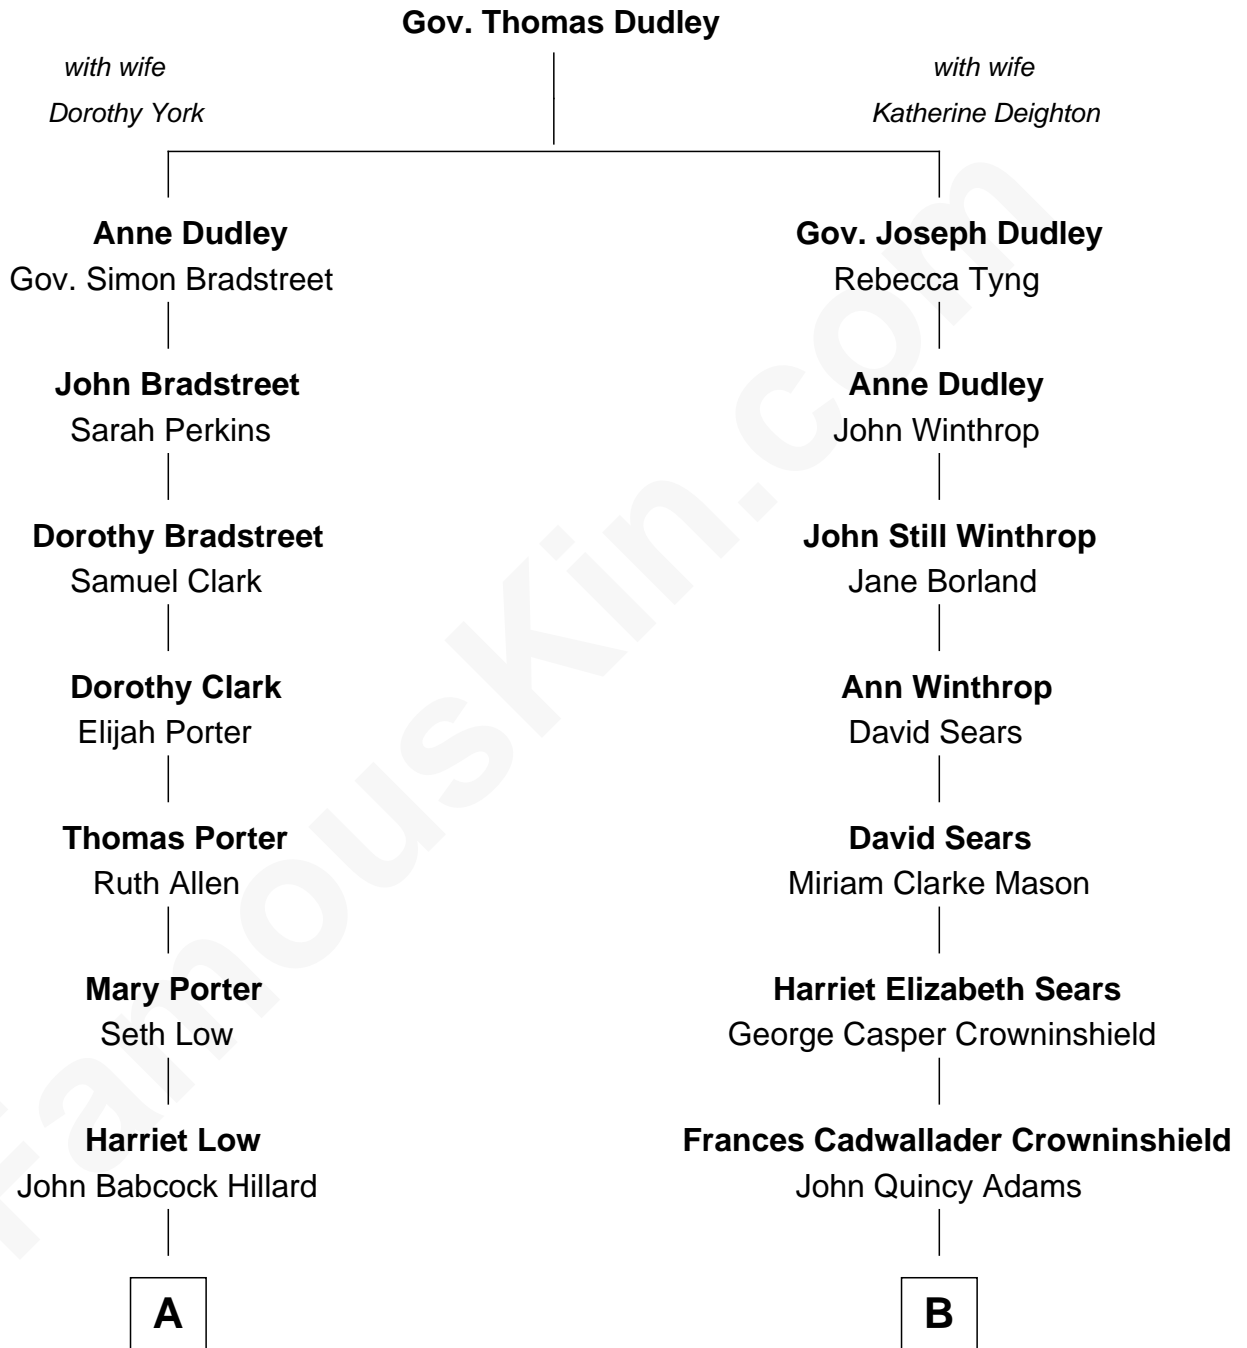 Gov. Thomas Dudley
with wife
Dorothy York
with wife
Katherine Deighton
Anne Dudley
Gov. Simon Bradstreet
Gov. Joseph Dudley
Rebecca Tyng
John Bradstreet
Sarah Perkins
Anne Dudley
John Winthrop
Dorothy Bradstreet
Samuel Clark
John Still Winthrop
Jane Borland
Dorothy Clark
Elijah Porter
Ann Winthrop
David Sears
Thomas Porter
Ruth Allen
David Sears
Miriam Clarke Mason
Mary Porter
Seth Low
Harriet Elizabeth Sears
George Casper Crowninshield
Harriet Low
John Babcock Hillard
Frances Cadwallader Crowninshield
John Quincy Adams
A
B
FamousKin.com